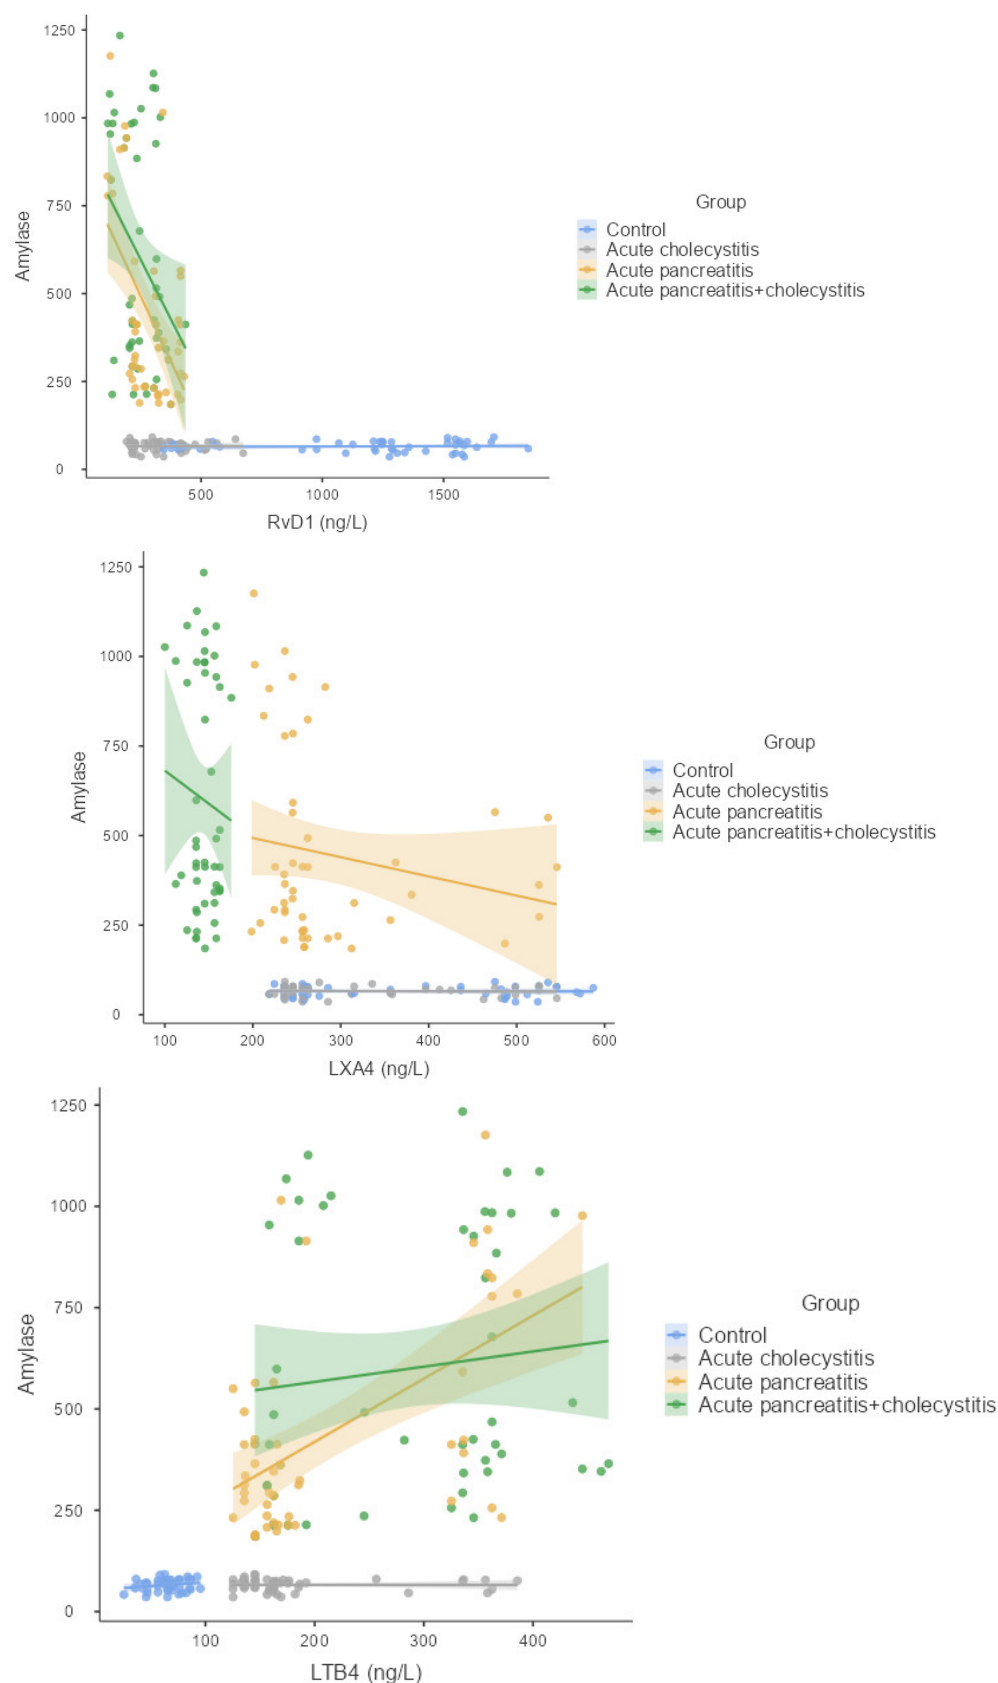 1250
1000
750
500
250
0
Amylase
500
1000
1500
RvD1 (ng/L)
Group
Control
Acute cholecystitis
Acute pancreatitis
Acute pancreatitis+cholecystitis
1250
1000
750
500
250
0
Amylase
100
200
300
400
500
600
LXA4 (ng/L)
Group
Control
Acute cholecystitis
Acute pancreatitis
Acute pancreatitis+cholecystitis
1250
1000
750
500
250
0
Amylase
100
200
300
400
LTB4 (ng/L)
Group
Control
Acute cholecystitis
Acute pancreatitis
Acute pancreatitis+cholecystitis